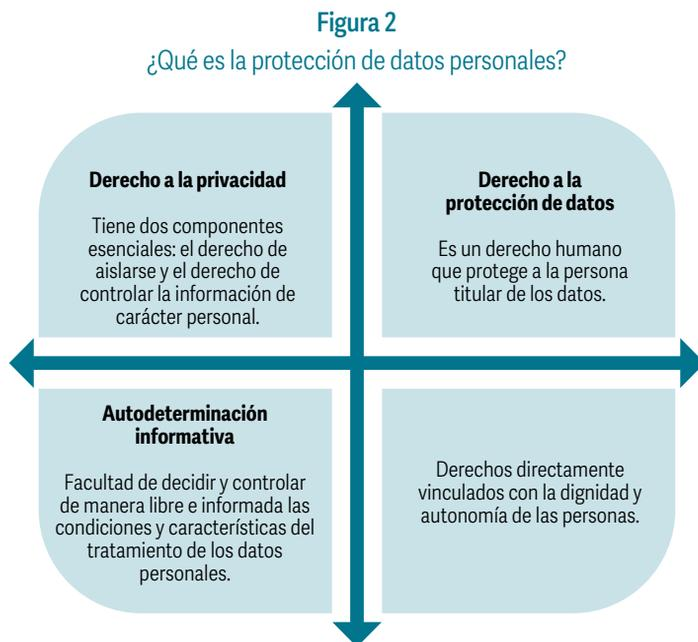 Figura 2
¿Qué es la protección de datos personales?
Derecho a la privacidad
Tiene dos componentes
esenciales: el derecho de
aislarse y el derecho de
controlar la información de
carácter personal.
Derecho a la
protección de datos
Es un derecho humano
que protege a la persona
titular de los datos.
Autodeterminación
informativa
Facultad de decidir y controlar
de manera libre e informada las
condiciones y características del
tratamiento de los datos
personales.
Derechos directamente
vinculados con la dignidad y
autonomía de las personas.